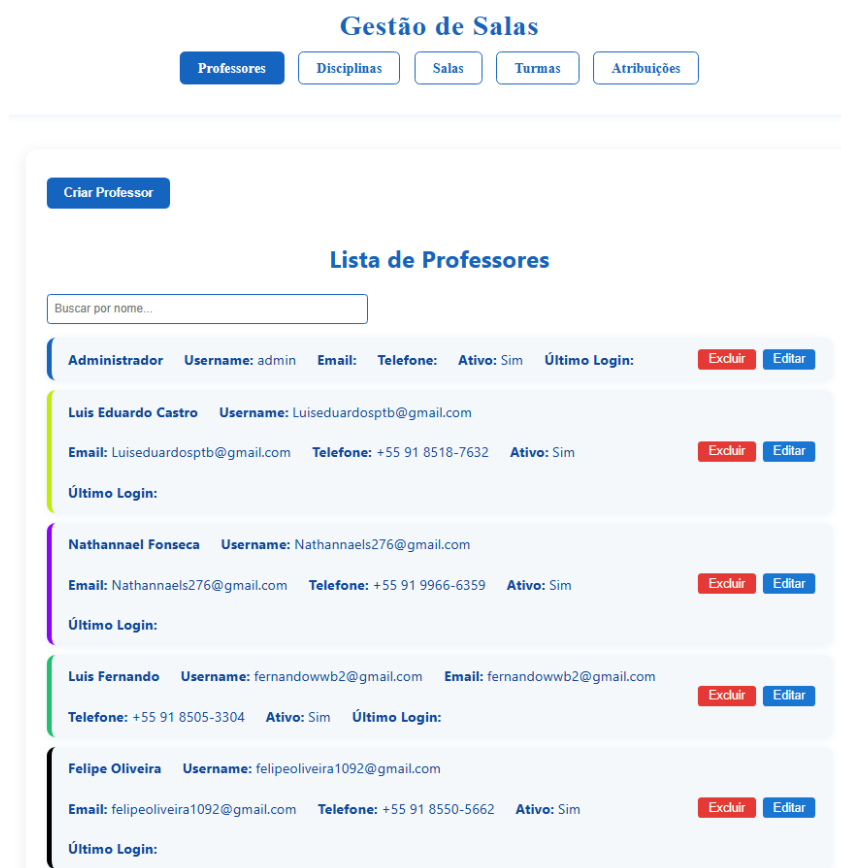 Gestão de Salas
Professores Disciplinas Salas Turmas Atribuições
Criar Professor
Lista de Professores
Buscar por nome...
Administrador Username: admin Email: Telefone: Ativo: Sim Último Login: Excluir Editar
Luis Eduardo Castro Username: Luiseduardosptb@gmail.com
Email: Luiseduardosptb@gmail.com Telefone: +55 91 8518-7632 Ativo: Sim Excluir Editar
Último Login:
Nathannael Fonseca Username: Nathannaels276@gmail.com
Email: Nathannaels276@gmail.com Telefone: +55 91 9966-6359 Ativo: Sim Excluir Editar
Último Login:
Luis Fernando Username: fernandowwb2@gmail.com Email: fernandowwb2@gmail.com
Excluir Editar
Telefone: +55 91 8505-3304 Ativo: Sim Último Login:
Felipe Oliveira Username: felipeoliveira1092@gmail.com
Email: felipeoliveira1092@gmail.com Telefone: +55 91 8550-5662 Ativo: Sim Excluir Editar
Último Login: